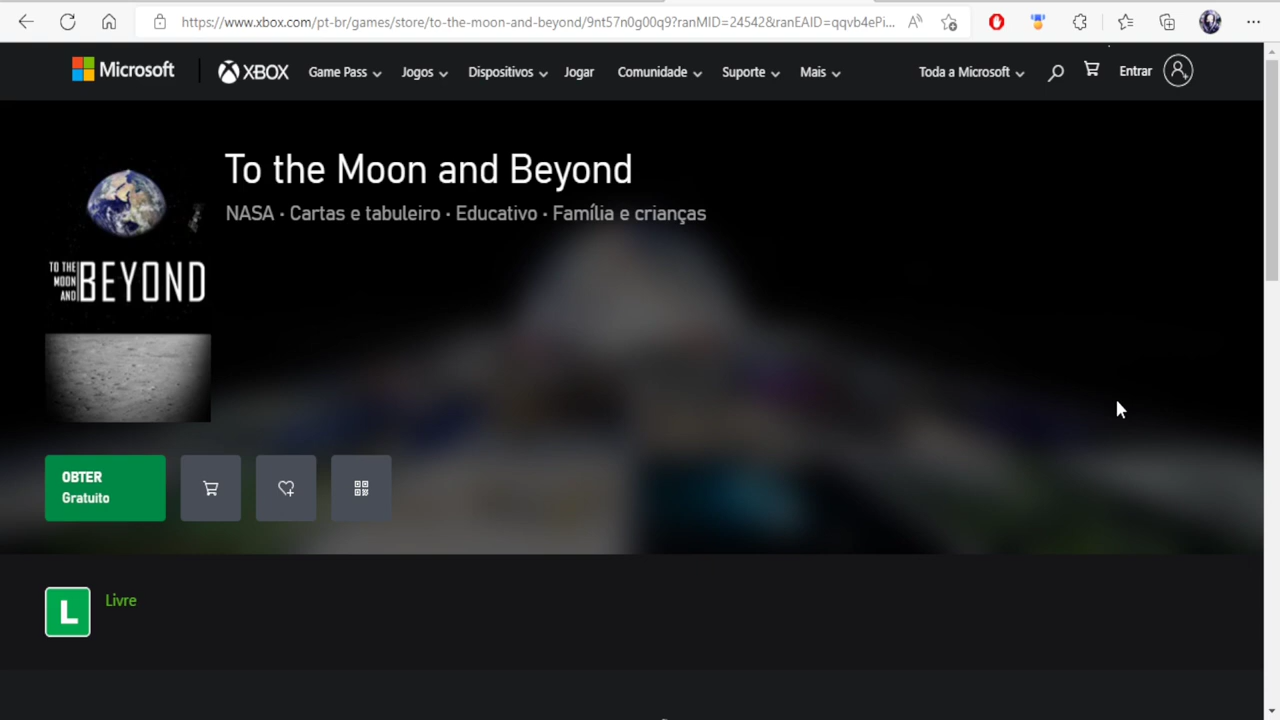 https://www.xbox.com/pt-br/games/store/to-the-moon-and-beyond/9nt57n0g00q9?ranMID=24542&ranEAID=qqvb4ePi...
Microsoft
XBOX
Game Pass
Jogos
Dispositivos
Jogar
Comunidade
Suporte
Mais
Toda a Microsoft
Entrar
To the Moon and Beyond
NASA · Cartas e tabuleiro · Educativo · Família e crianças
TO THE
MOON
AND
BEYOND
OBTER
Gratuito
L
Livre